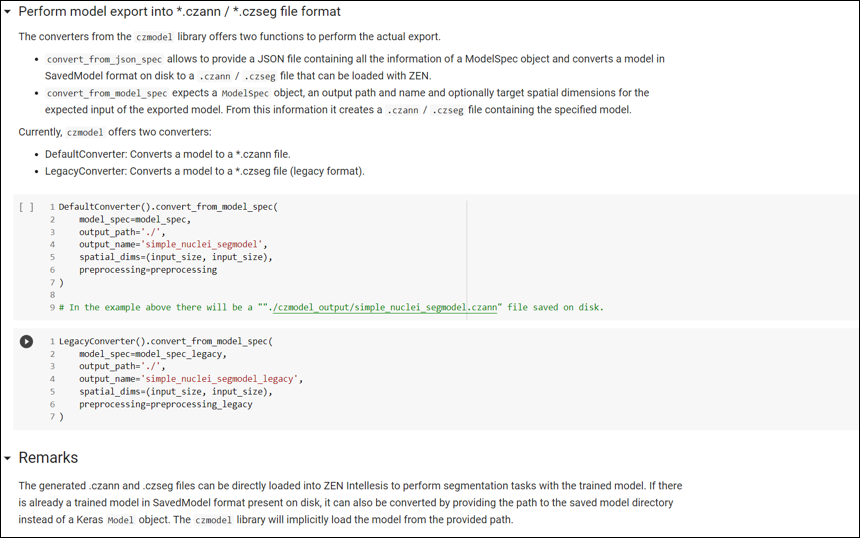 Perform model export into *.czann / *.czseg file format
The converters from the czmodel library offers two functions to perform the actual export.
• convert_from_json_spec allows to provide a JSON file containing all the information of a ModelSpec object and converts a model in
SavedModel format on disk to a .czann / .czseg file that can be loaded with ZEN.
• convert_from_model_spec expects a ModelSpec object, an output path and name and optionally target spatial dimensions for the
expected input of the exported model. From this information it creates a .czann / .czseg file containing the specified model.
Currently, czmodel offers two converters:
• DefaultConverter: Converts a model to a *.czann file.
• LegacyConverter: Converts a model to a *.czseg file (legacy format).
[ ] 1 DefaultConverter().convert_from_model_spec(
2     model_spec=model_spec,
3     output_path='./',
4     output_name='simple_nuclei_segmodel',
5     spatial_dims=(input_size, input_size),
6     preprocessing=preprocessing
7 )
8
9 # In the example above there will be a ""./czmodel_output/simple_nuclei_segmodel.czann" file saved on disk.
1 LegacyConverter().convert_from_model_spec(
2     model_spec=model_spec_legacy,
3     output_path='./',
4     output_name='simple_nuclei_segmodel_legacy',
5     spatial_dims=(input_size, input_size),
6     preprocessing=preprocessing_legacy
7 )
Remarks
The generated .czann and .czseg files can be directly loaded into ZEN Intellesis to perform segmentation tasks with the trained model. If there
is already a trained model in SavedModel format present on disk, it can also be converted by providing the path to the saved model directory
instead of a Keras Model object. The czmodel library will implicitly load the model from the provided path.